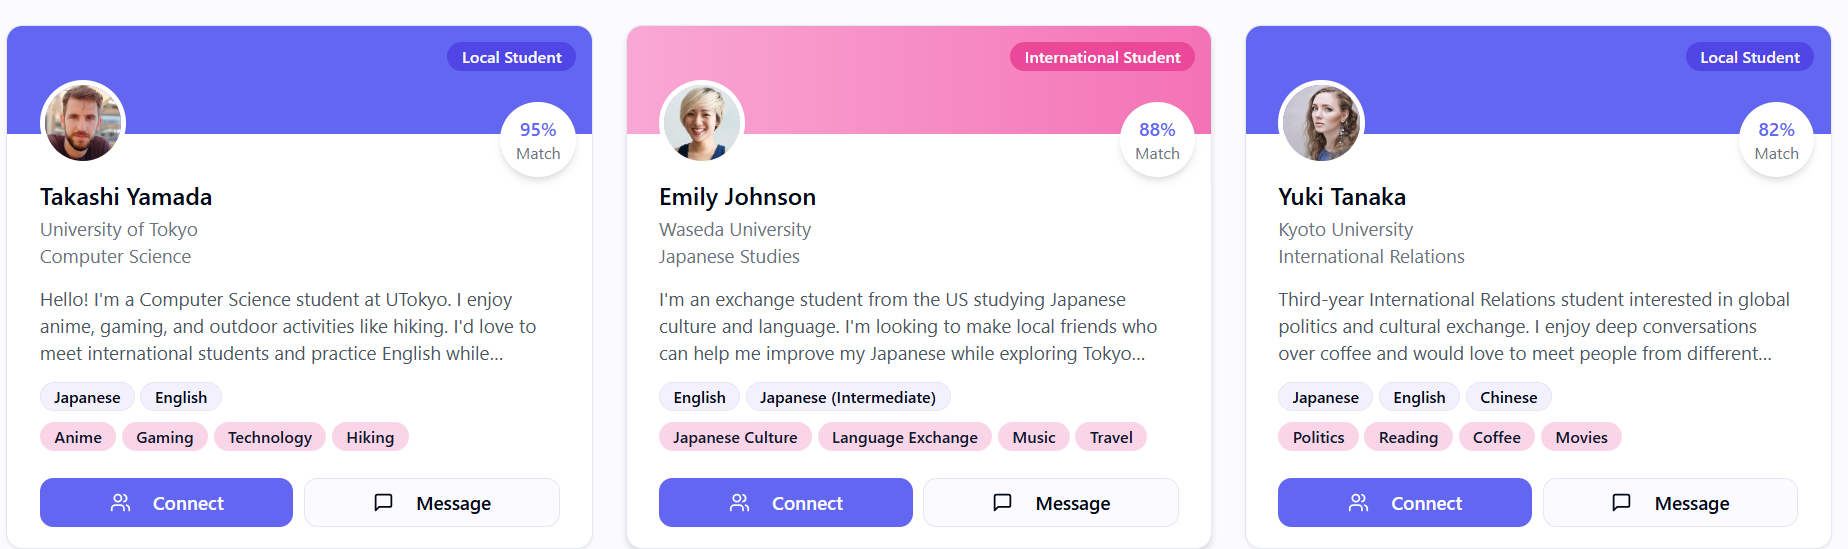 Local Student
95%
Match
Takashi Yamada
University of Tokyo
Computer Science
Hello! I'm a Computer Science student at UTokyo. I enjoy
anime, gaming, and outdoor activities like hiking. I'd love to
meet international students and practice English while...
Japanese
English
Anime
Gaming
Technology
Hiking
Connect
Message
International Student
88%
Match
Emily Johnson
Waseda University
Japanese Studies
I'm an exchange student from the US studying Japanese
culture and language. I'm looking to make local friends who
can help me improve my Japanese while exploring Tokyo...
English
Japanese (Intermediate)
Japanese Culture
Language Exchange
Music
Travel
Connect
Message
Local Student
82%
Match
Yuki Tanaka
Kyoto University
International Relations
Third-year International Relations student interested in global
politics and cultural exchange. I enjoy deep conversations
over coffee and would love to meet people from different...
Japanese
English
Chinese
Politics
Reading
Coffee
Movies
Connect
Message